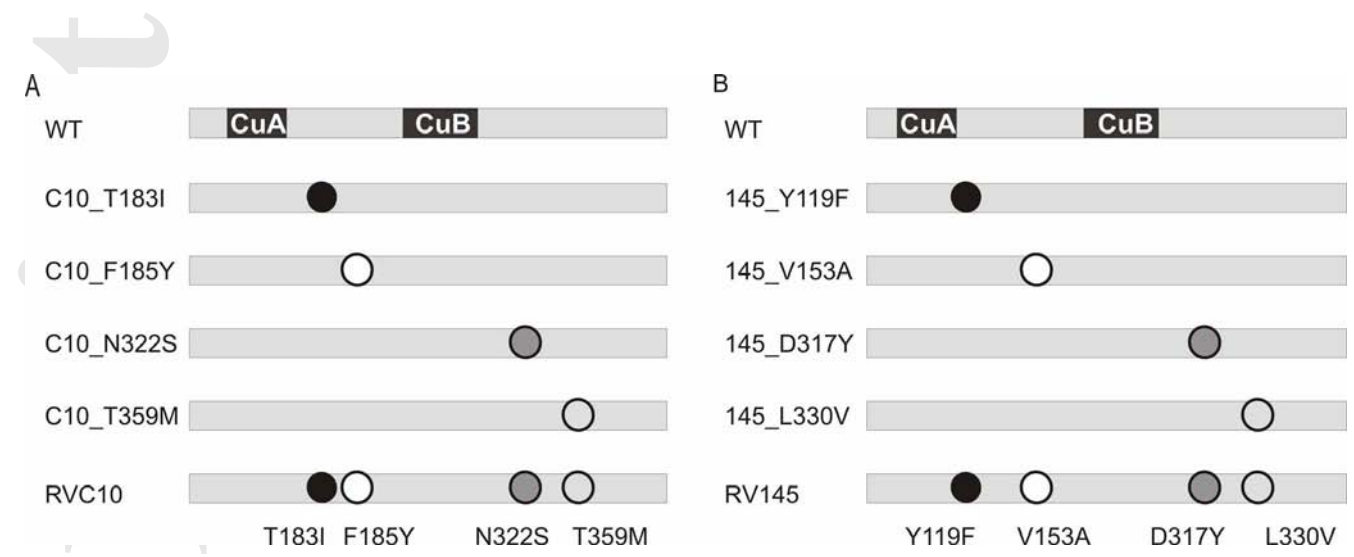 A
WT CuA CuB
C10_T183I
C10_F185Y
C10_N322S
C10_T359M
RVC10
T183I F185Y N322S T359M
B
WT CuA CuB
145_Y119F
145_V153A
145_D317Y
145_L330V
RV145
Y119F V153A D317Y L330V